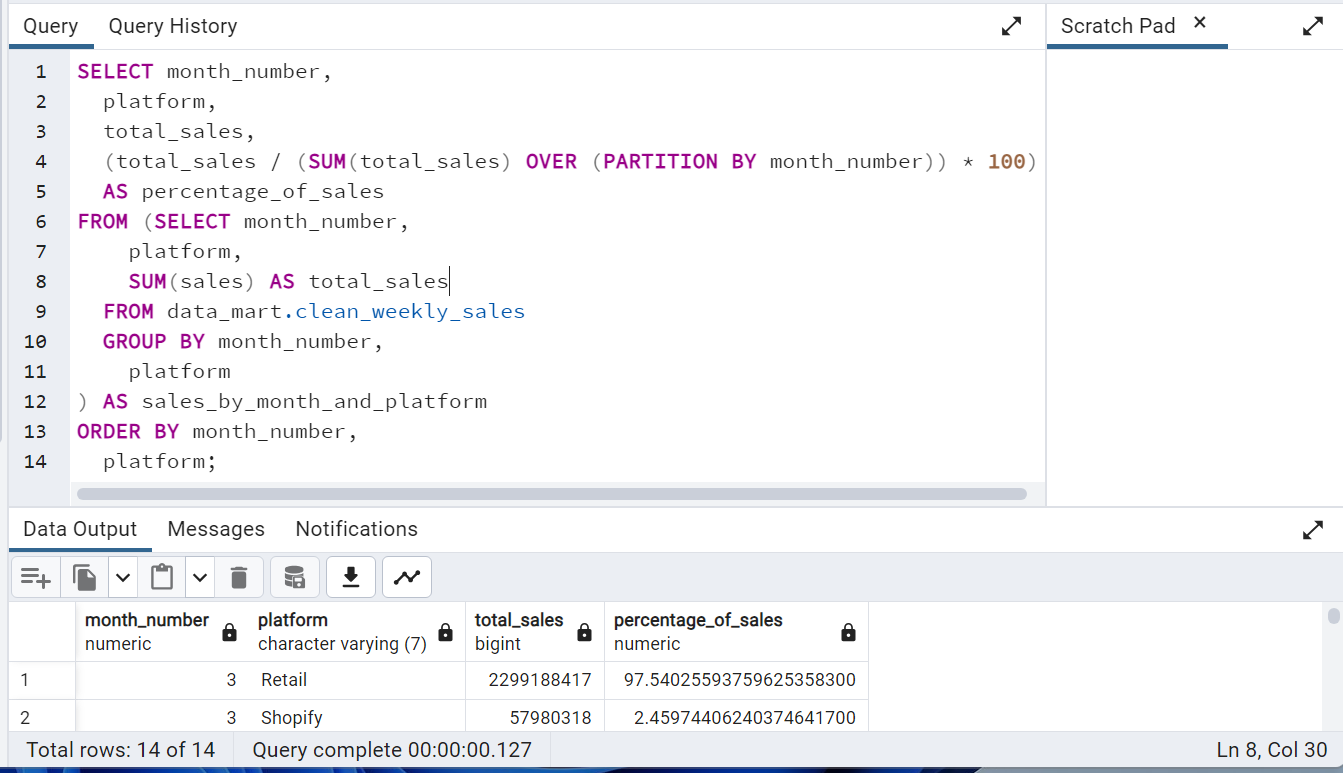 Query Query History Scratch Pad ×
1 SELECT month_number,
2 platform,
3 total_sales,
4 (total_sales / (SUM(total_sales) OVER (PARTITION BY month_number)) * 100)
5 AS percentage_of_sales
6 FROM (SELECT month_number,
7 platform,
8 SUM(sales) AS total_sales
9 FROM data_mart.clean_weekly_sales
10 GROUP BY month_number,
11 platform
12 ) AS sales_by_month_and_platform
13 ORDER BY month_number,
14 platform;
Data Output Messages Notifications
month_number platform total_sales percentage_of_sales
numeric character varying (7) bigint numeric
1 3 Retail 2299188417 97.54025593759625358300
2 3 Shopify 57980318 2.45974406240374641700
Total rows: 14 of 14 Query complete 00:00:00.127 Ln 8, Col 30